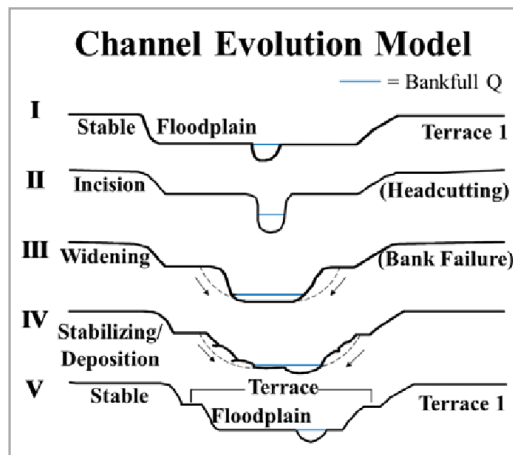 Channel Evolution Model
= Bankfull Q
I
Stable Floodplain Terrace 1
II
Incision (Headcutting)
III
Widening (Bank Failure)
IV
Stabilizing/
Deposition
V
Terrace
Stable Floodplain Terrace 1